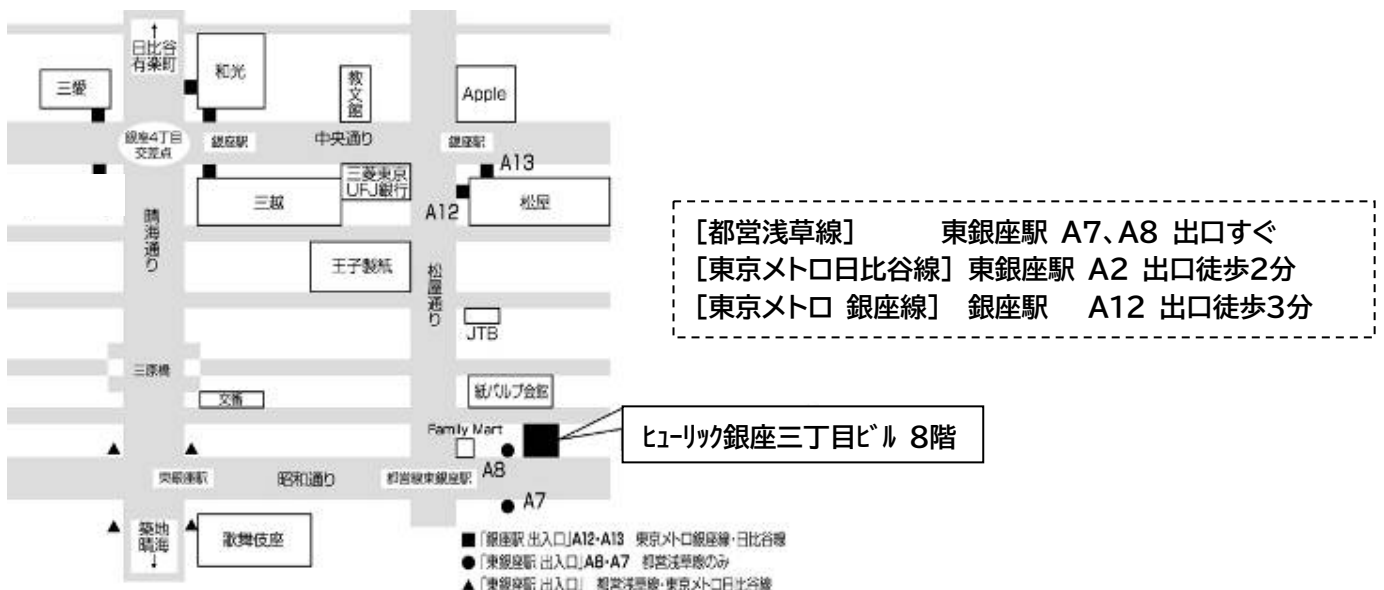 ↑
日比谷
有楽町
和光
三愛
教文館
Apple
銀座4丁目
交差点
銀座駅
中央通り
銀座駅
A13
三菱東京
UFJ銀行
三越
A12
松屋
晴海通り
王子製紙
松屋通り
JTB
三原橋
交番
紙パルプ会館
Family Mart
A8
東銀座駅
昭和通り
都営線東銀座駅
A7
築地
晴海
↓
歌舞伎座
■「銀座駅 出入口」A12・A13 東京メトロ銀座線・日比谷線
●「東銀座駅 出入口」A8・A7 都営浅草線のみ
▲「東銀座駅 出入口」 都営浅草線・東京メトロ日比谷線
[都営浅草線] 東銀座駅 A7、A8 出口すぐ
[東京メトロ日比谷線] 東銀座駅 A2 出口徒歩2分
[東京メトロ 銀座線] 銀座駅 A12 出口徒歩3分
ﾋｭｰﾘｯｸ銀座三丁目ﾋﾞﾙ 8階